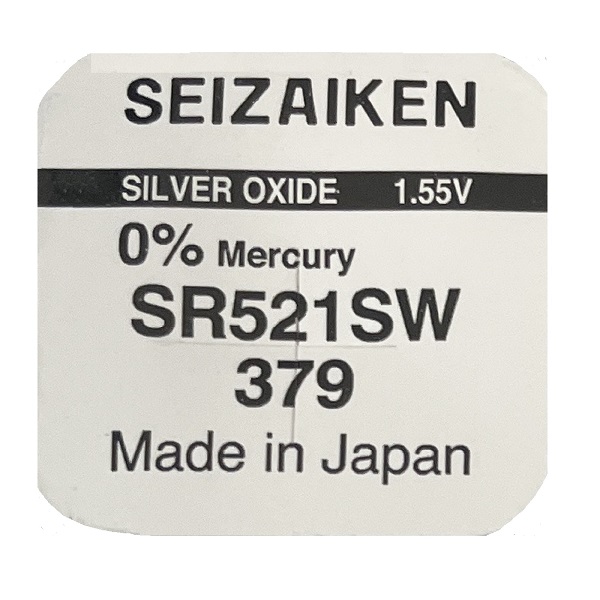 SEIZAIKEN
SILVER OXIDE 1.55V
0% Mercury
SR521SW
379
Made in Japan